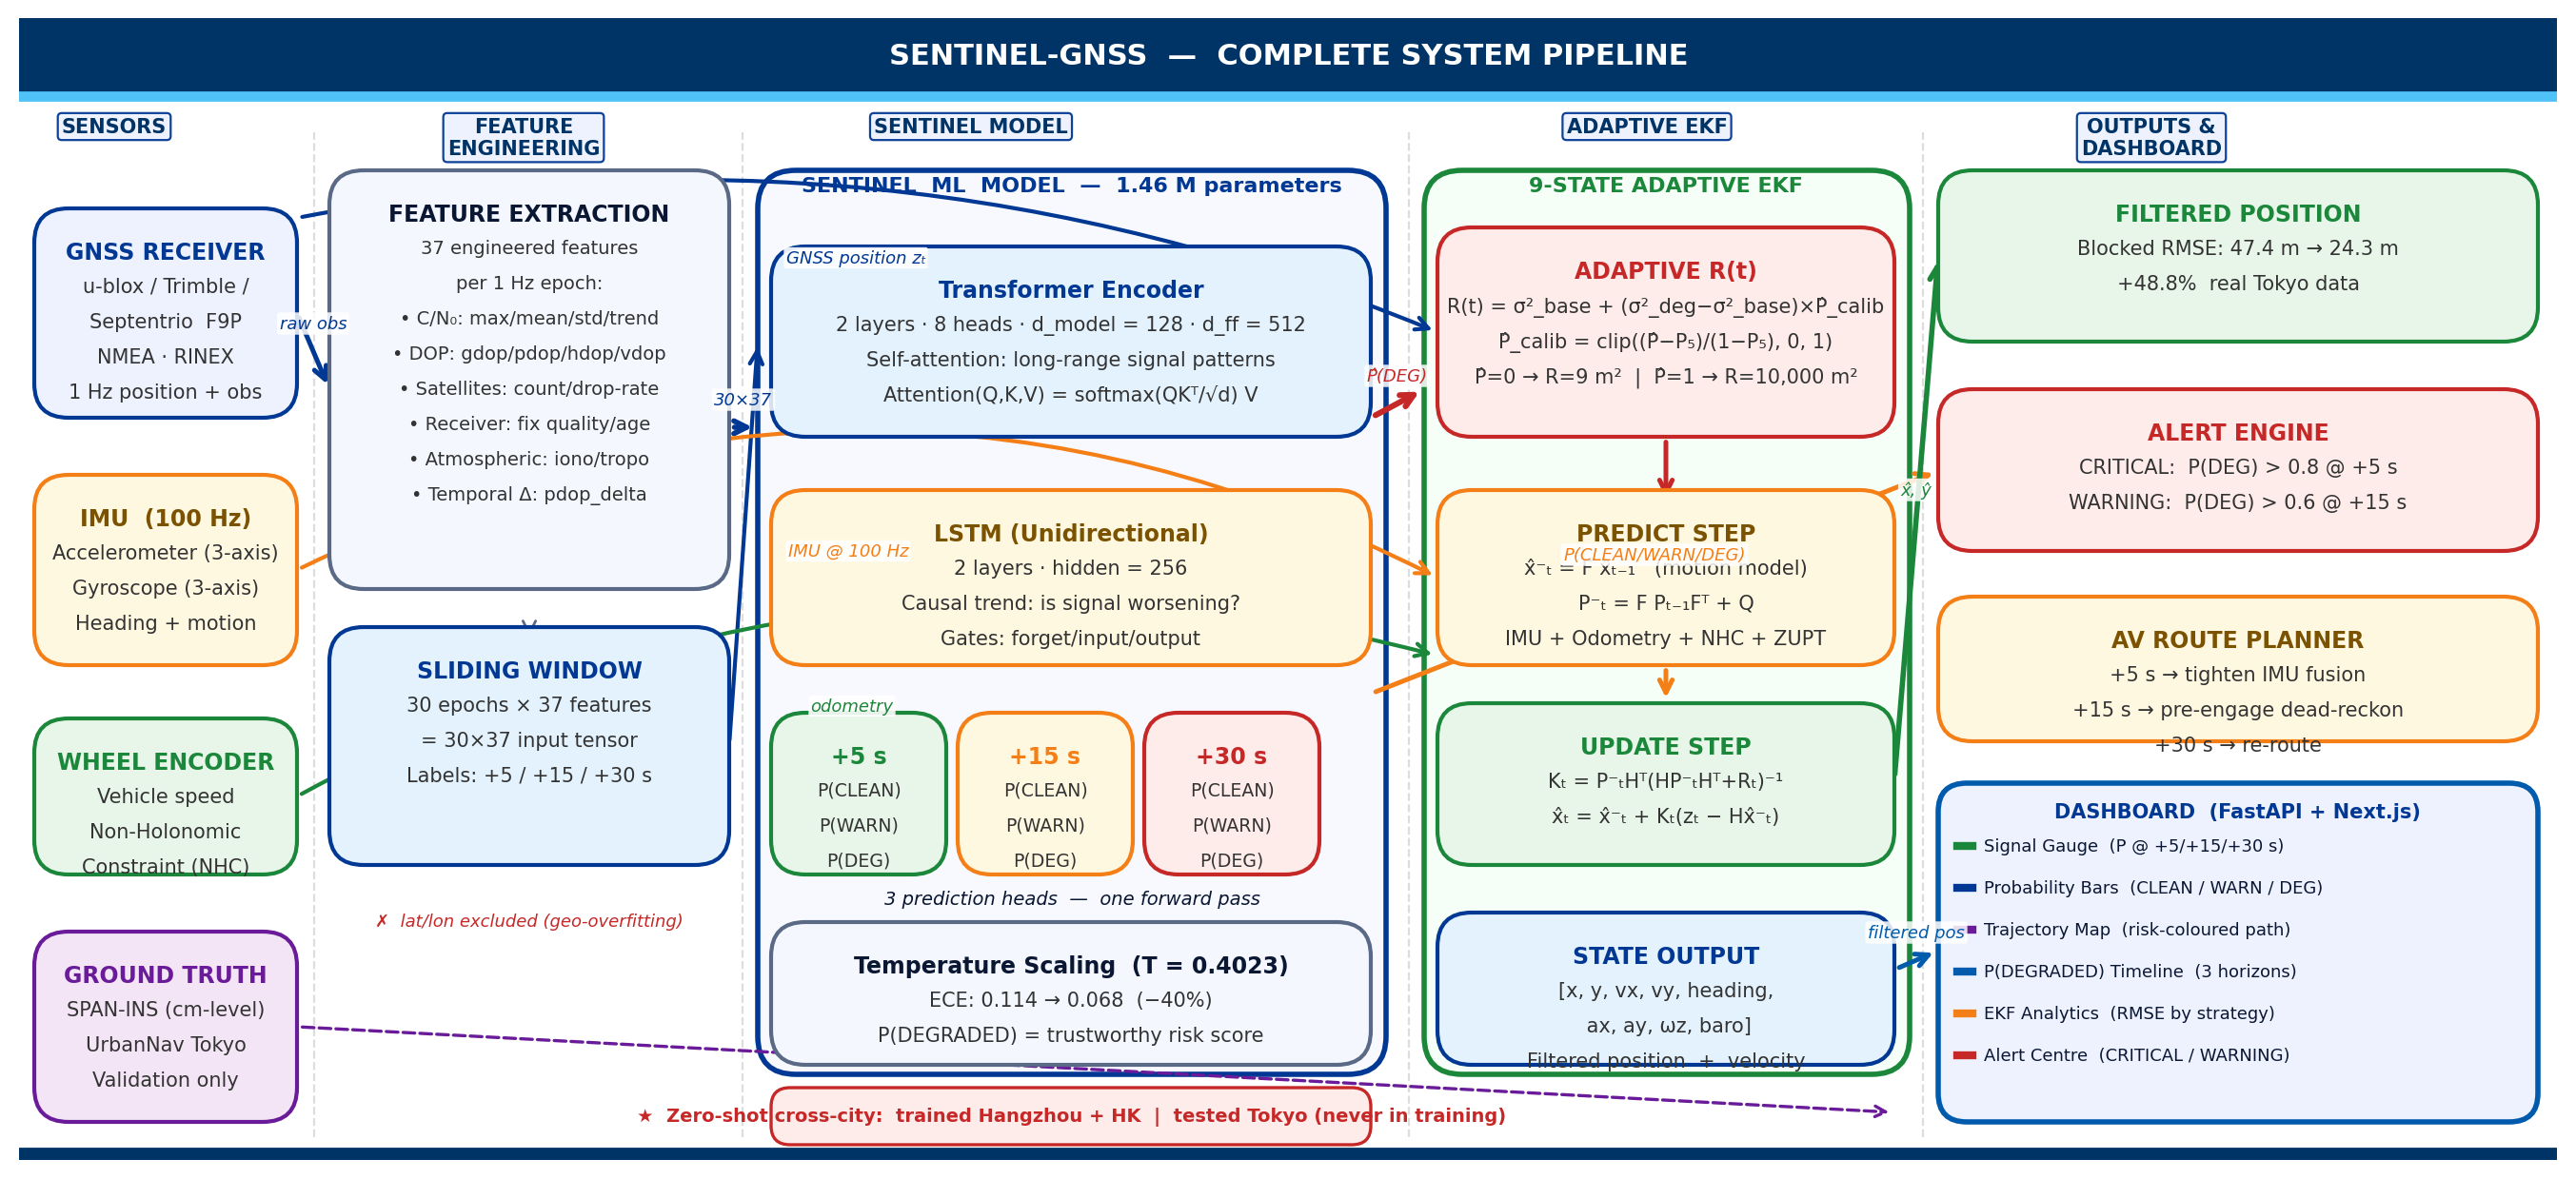 SENTINEL-GNSS — COMPLETE SYSTEM PIPELINE
SENSORS
GNSS RECEIVER
u-blox / Trimble /
Septentrio F9P
NMEA · RINEX
1 Hz position + obs
raw obs
IMU (100 Hz)
Accelerometer (3-axis)
Gyroscope (3-axis)
Heading + motion
WHEEL ENCODER
Vehicle speed
Non-Holonomic
Constraint (NHC)
GROUND TRUTH
SPAN-INS (cm-level)
UrbanNav Tokyo
Validation only
FEATURE
ENGINEERING
FEATURE EXTRACTION
37 engineered features
per 1 Hz epoch:
• C/N₀: max/mean/std/trend
• DOP: gdop/pdop/hdop/vdop
• Satellites: count/drop-rate
• Receiver: fix quality/age
• Atmospheric: iono/tropo
• Temporal Δ: pdop_delta
SLIDING WINDOW
30 epochs × 37 features
= 30×37 input tensor
Labels: +5 / +15 / +30 s
✗ lat/lon excluded (geo-overfitting)
30×37
SENTINEL MODEL
SENTINEL ML MODEL — 1.46 M parameters
GNSS position zₜ
Transformer Encoder
2 layers · 8 heads · d_model = 128 · d_ff = 512
Self-attention: long-range signal patterns
Attention(Q,K,V) = softmax(QKᵀ/√d) V
LSTM (Unidirectional)
IMU @ 100 Hz
2 layers · hidden = 256
Causal trend: is signal worsening?
Gates: forget/input/output
odometry
+5 s
P(CLEAN)
P(WARN)
P(DEG)
+15 s
P(CLEAN)
P(WARN)
P(DEG)
+30 s
P(CLEAN)
P(WARN)
P(DEG)
3 prediction heads — one forward pass
Temperature Scaling (T = 0.4023)
ECE: 0.114 → 0.068 (−40%)
P(DEGRADED) = trustworthy risk score
★ Zero-shot cross-city: trained Hangzhou + HK | tested Tokyo (never in training)
P̂(DEG)
ADAPTIVE EKF
9-STATE ADAPTIVE EKF
ADAPTIVE R(t)
R(t) = σ²_base + (σ²_deg−σ²_base)×P̂_calib
P̂_calib = clip((P̂−P₅)/(1−P₅), 0, 1)
P̂=0 → R=9 m² | P̂=1 → R=10,000 m²
PREDICT STEP
P(CLEAN/WARN/DEG)
x̂⁻ₜ = F xₜ₋₁ (motion model)
P⁻ₜ = F Pₜ₋₁Fᵀ + Q
IMU + Odometry + NHC + ZUPT
UPDATE STEP
Kₜ = P⁻ₜHᵀ(HP⁻ₜHᵀ+Rₜ)⁻¹
x̂ₜ = x̂⁻ₜ + Kₜ(zₜ − Hx̂⁻ₜ)
STATE OUTPUT
[x, y, vx, vy, heading,
ax, ay, ωz, baro]
Filtered position + velocity
x̂, ŷ
filtered pos
OUTPUTS &
DASHBOARD
FILTERED POSITION
Blocked RMSE: 47.4 m → 24.3 m
+48.8% real Tokyo data
ALERT ENGINE
CRITICAL: P(DEG) > 0.8 @ +5 s
WARNING: P(DEG) > 0.6 @ +15 s
AV ROUTE PLANNER
+5 s → tighten IMU fusion
+15 s → pre-engage dead-reckon
+30 s → re-route
DASHBOARD (FastAPI + Next.js)
Signal Gauge (P @ +5/+15/+30 s)
Probability Bars (CLEAN / WARN / DEG)
Trajectory Map (risk-coloured path)
P(DEGRADED) Timeline (3 horizons)
EKF Analytics (RMSE by strategy)
Alert Centre (CRITICAL / WARNING)